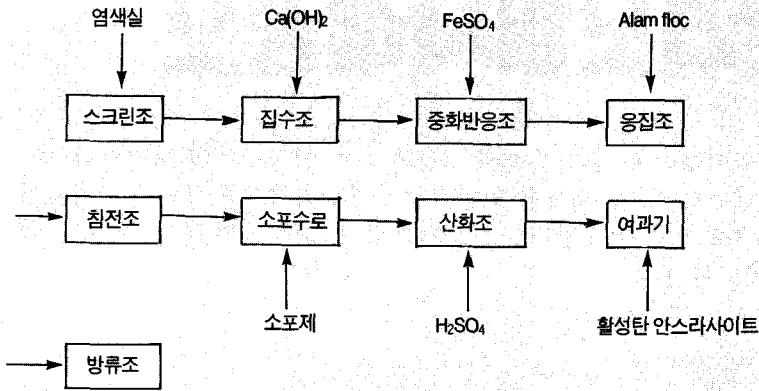 염색실 Ca(OH)₂ FeSO₄ Alam floc
스크린조 집수조 중화반응조 응집조
침전조 소포수로 산화조 여과기
소포제 H₂SO₄ 활성탄 안스라사이트
방류조